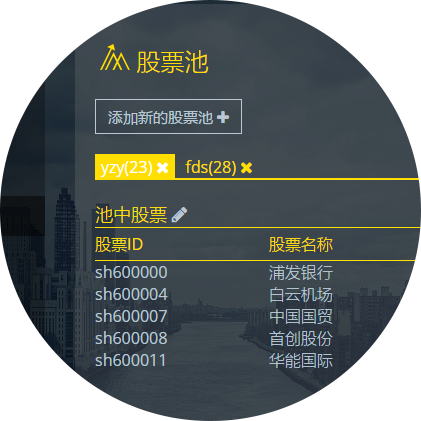 股票池
添加新的股票池
yzy(23) fds(28)
池中股票
股票ID 股票名称
sh600000 浦发银行
sh600004 白云机场
sh600007 中国国贸
sh600008 首创股份
sh600011 华能国际